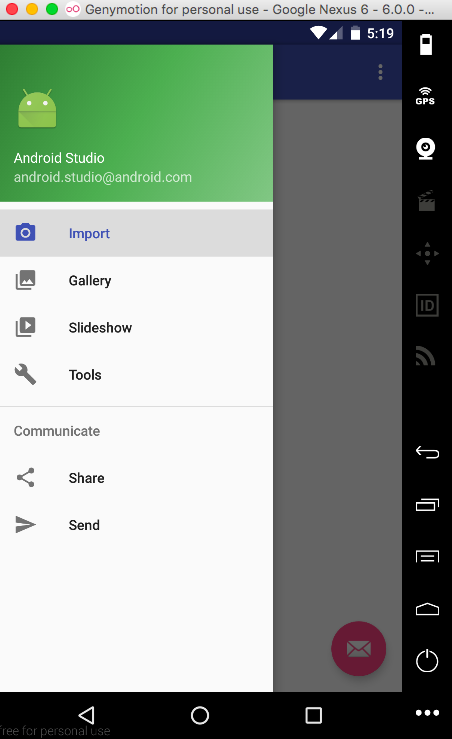 Genymotion for personal use - Google Nexus 6 - 6.0.0 -...
5:19
GPS
Android Studio
android.studio@android.com
Import
Gallery
Slideshow
ID
Tools
Communicate
Share
Send
free for personal use